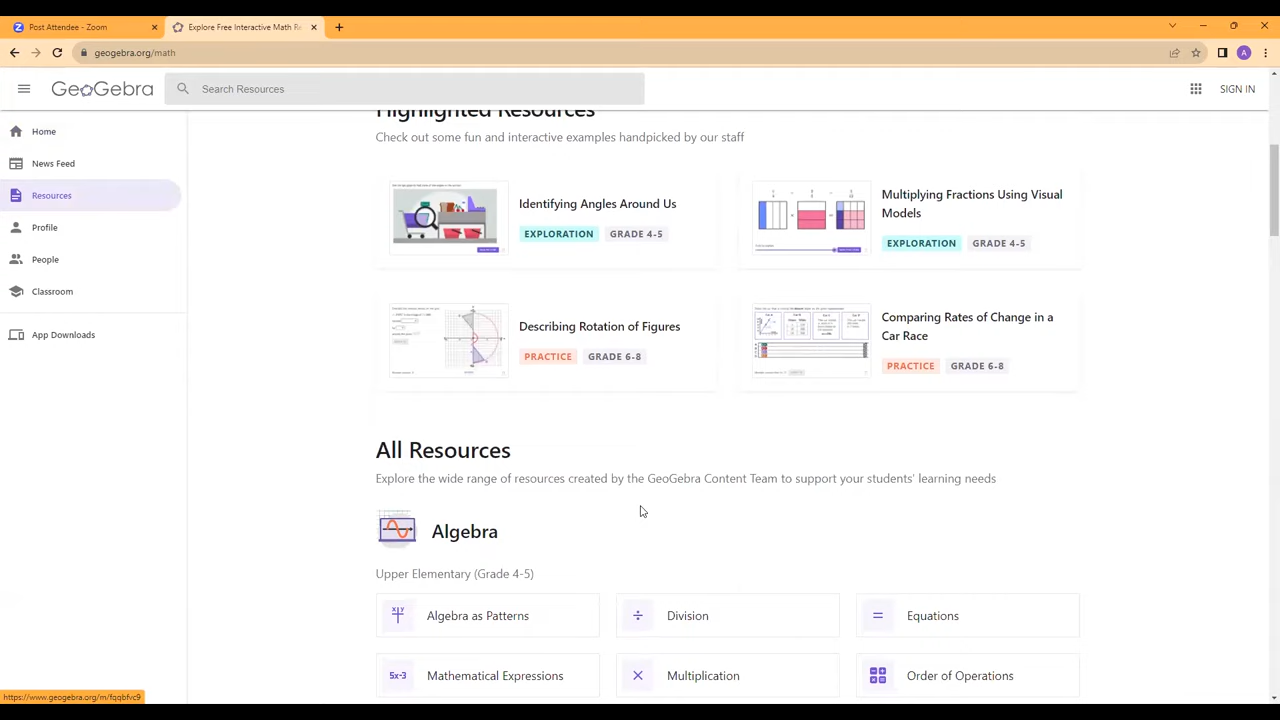 Post Attendee - Zoom
Explore Free Interactive Math Re
geogebra.org/math
A
GeoGebra
Search Resources
SIGN IN
Home
News Feed
Resources
Profile
People
Classroom
App Downloads
Highlighted Resources
Check out some fun and interactive examples handpicked by our staff
Identifying Angles Around Us
EXPLORATION GRADE 4-5
Multiplying Fractions Using Visual
Models
EXPLORATION GRADE 4-5
Describing Rotation of Figures
PRACTICE GRADE 6-8
Comparing Rates of Change in a
Car Race
PRACTICE GRADE 6-8
All Resources
Explore the wide range of resources created by the GeoGebra Content Team to support your students' learning needs
Algebra
Upper Elementary (Grade 4-5)
x|y Algebra as Patterns
÷ Division
= Equations
5x-3 Mathematical Expressions
× Multiplication
Order of Operations
https://www.geogebra.org/m/fqqbfvc9